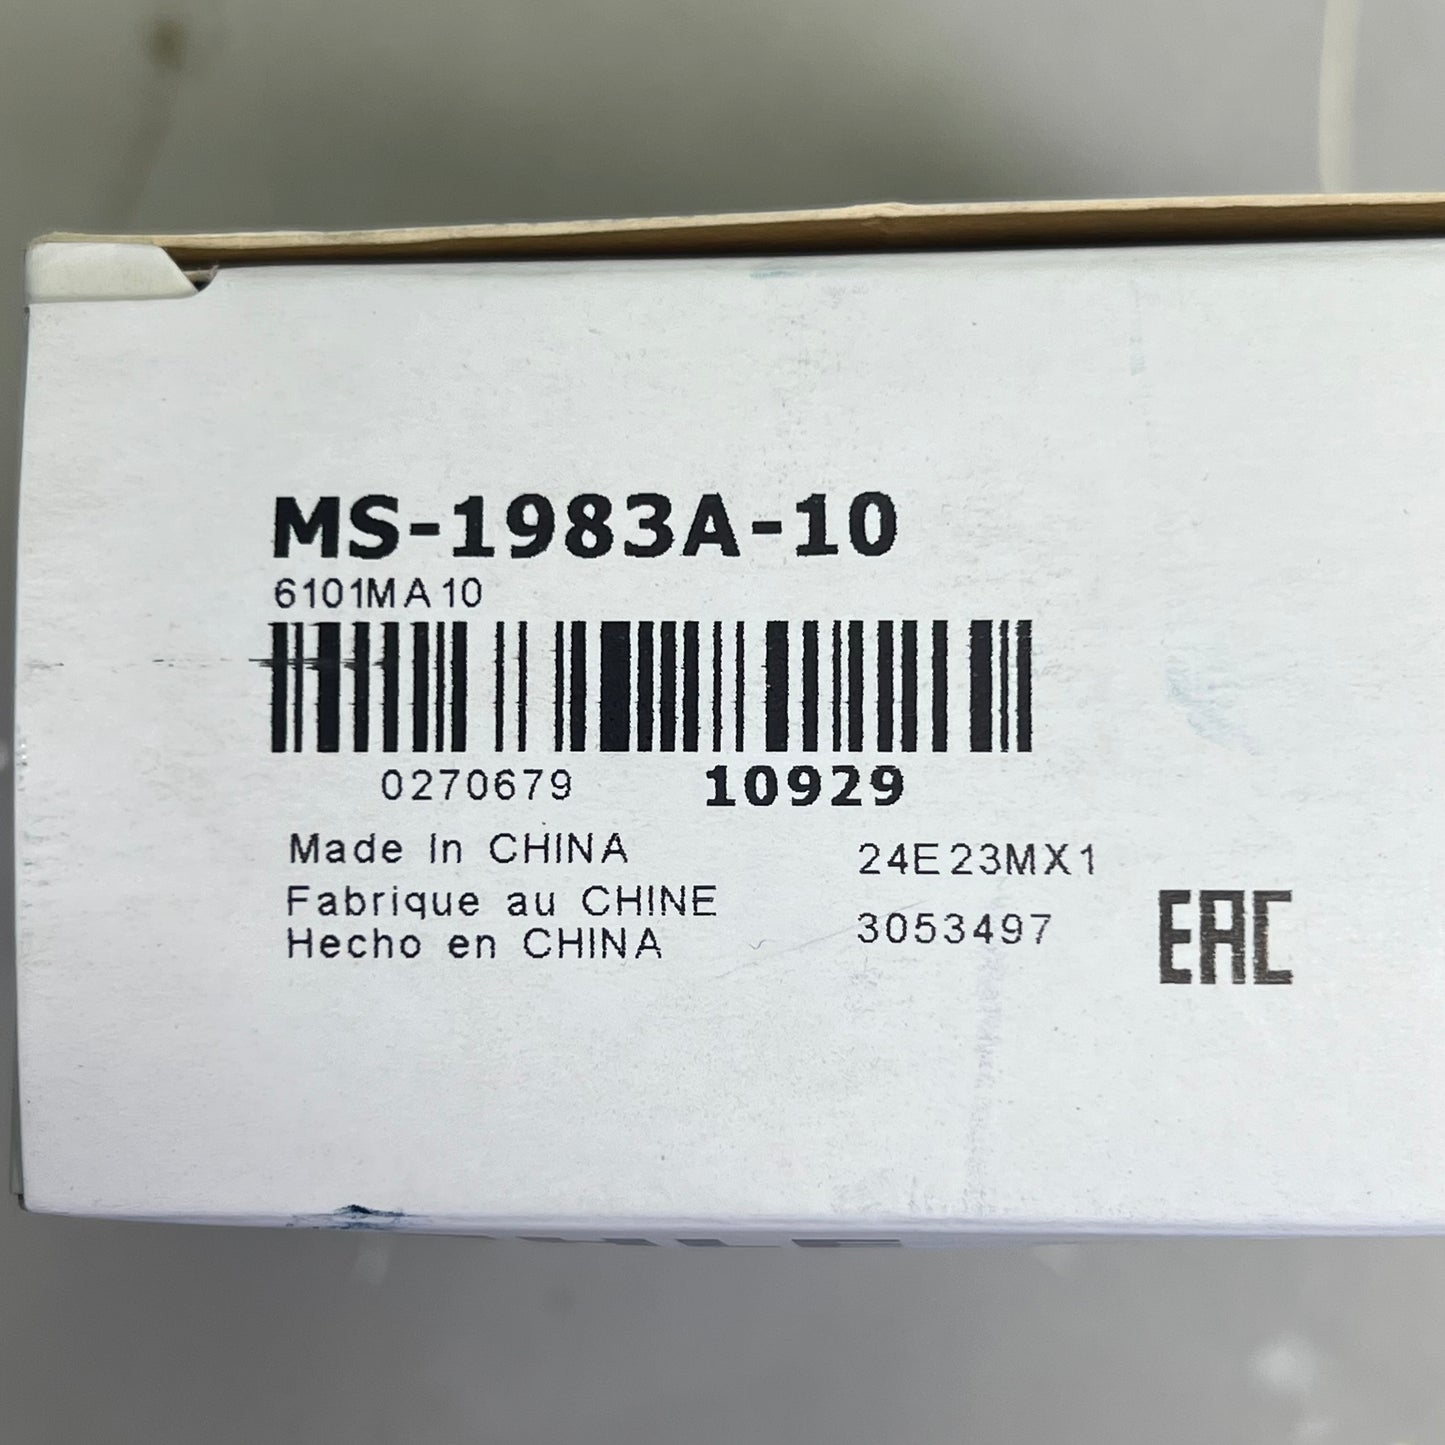 MS-1983A-10
6101MA10
0270679 10929
Made In CHINA 24E23MX1
Fabrique au CHINE
Hecho en CHINA 3053497
EAC